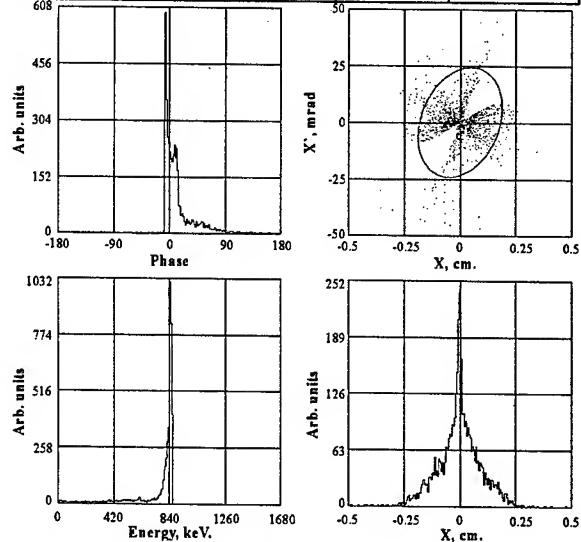 608
456
304
152
0
Arb. units
-180 -90 0 90 180
Phase
50
25
0
-25
-50
X`, mrad
-0.5 -0.25 0 0.25 0.5
X, cm.
1032
774
516
258
0
Arb. units
0 420 840 1260 1680
Energy, keV.
252
189
126
63
0
Arb. units
-0.5 -0.25 0 0.25 0.5
X, cm.